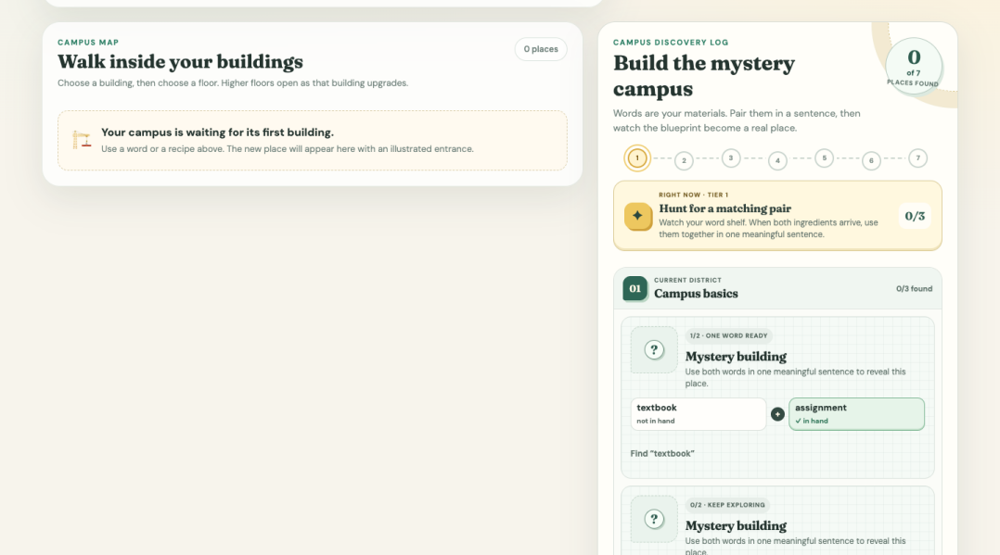 CAMPUS MAP
Walk inside your buildings
Choose a building, then choose a floor. Higher floors open as that building upgrades.
0 places
Your campus is waiting for its first building.
Use a word or a recipe above. The new place will appear here with an illustrated entrance.
CAMPUS DISCOVERY LOG
Build the mystery
campus
0
of 7
PLACES FOUND
Words are your materials. Pair them in a sentence, then
watch the blueprint become a real place.
1 2 3 4 5 6 7
RIGHT NOW · TIER 1
Hunt for a matching pair
Watch your word shelf. When both ingredients arrive, use
them together in one meaningful sentence.
0/3
01
CURRENT DISTRICT
Campus basics
0/3 found
?
1/2 · ONE WORD READY
Mystery building
Use both words in one meaningful sentence to reveal this
place.
textbook
not in hand
+
assignment
✓ in hand
Find “textbook”
?
0/2 · KEEP EXPLORING
Mystery building
Use both words in one meaningful sentence to reveal this
place.